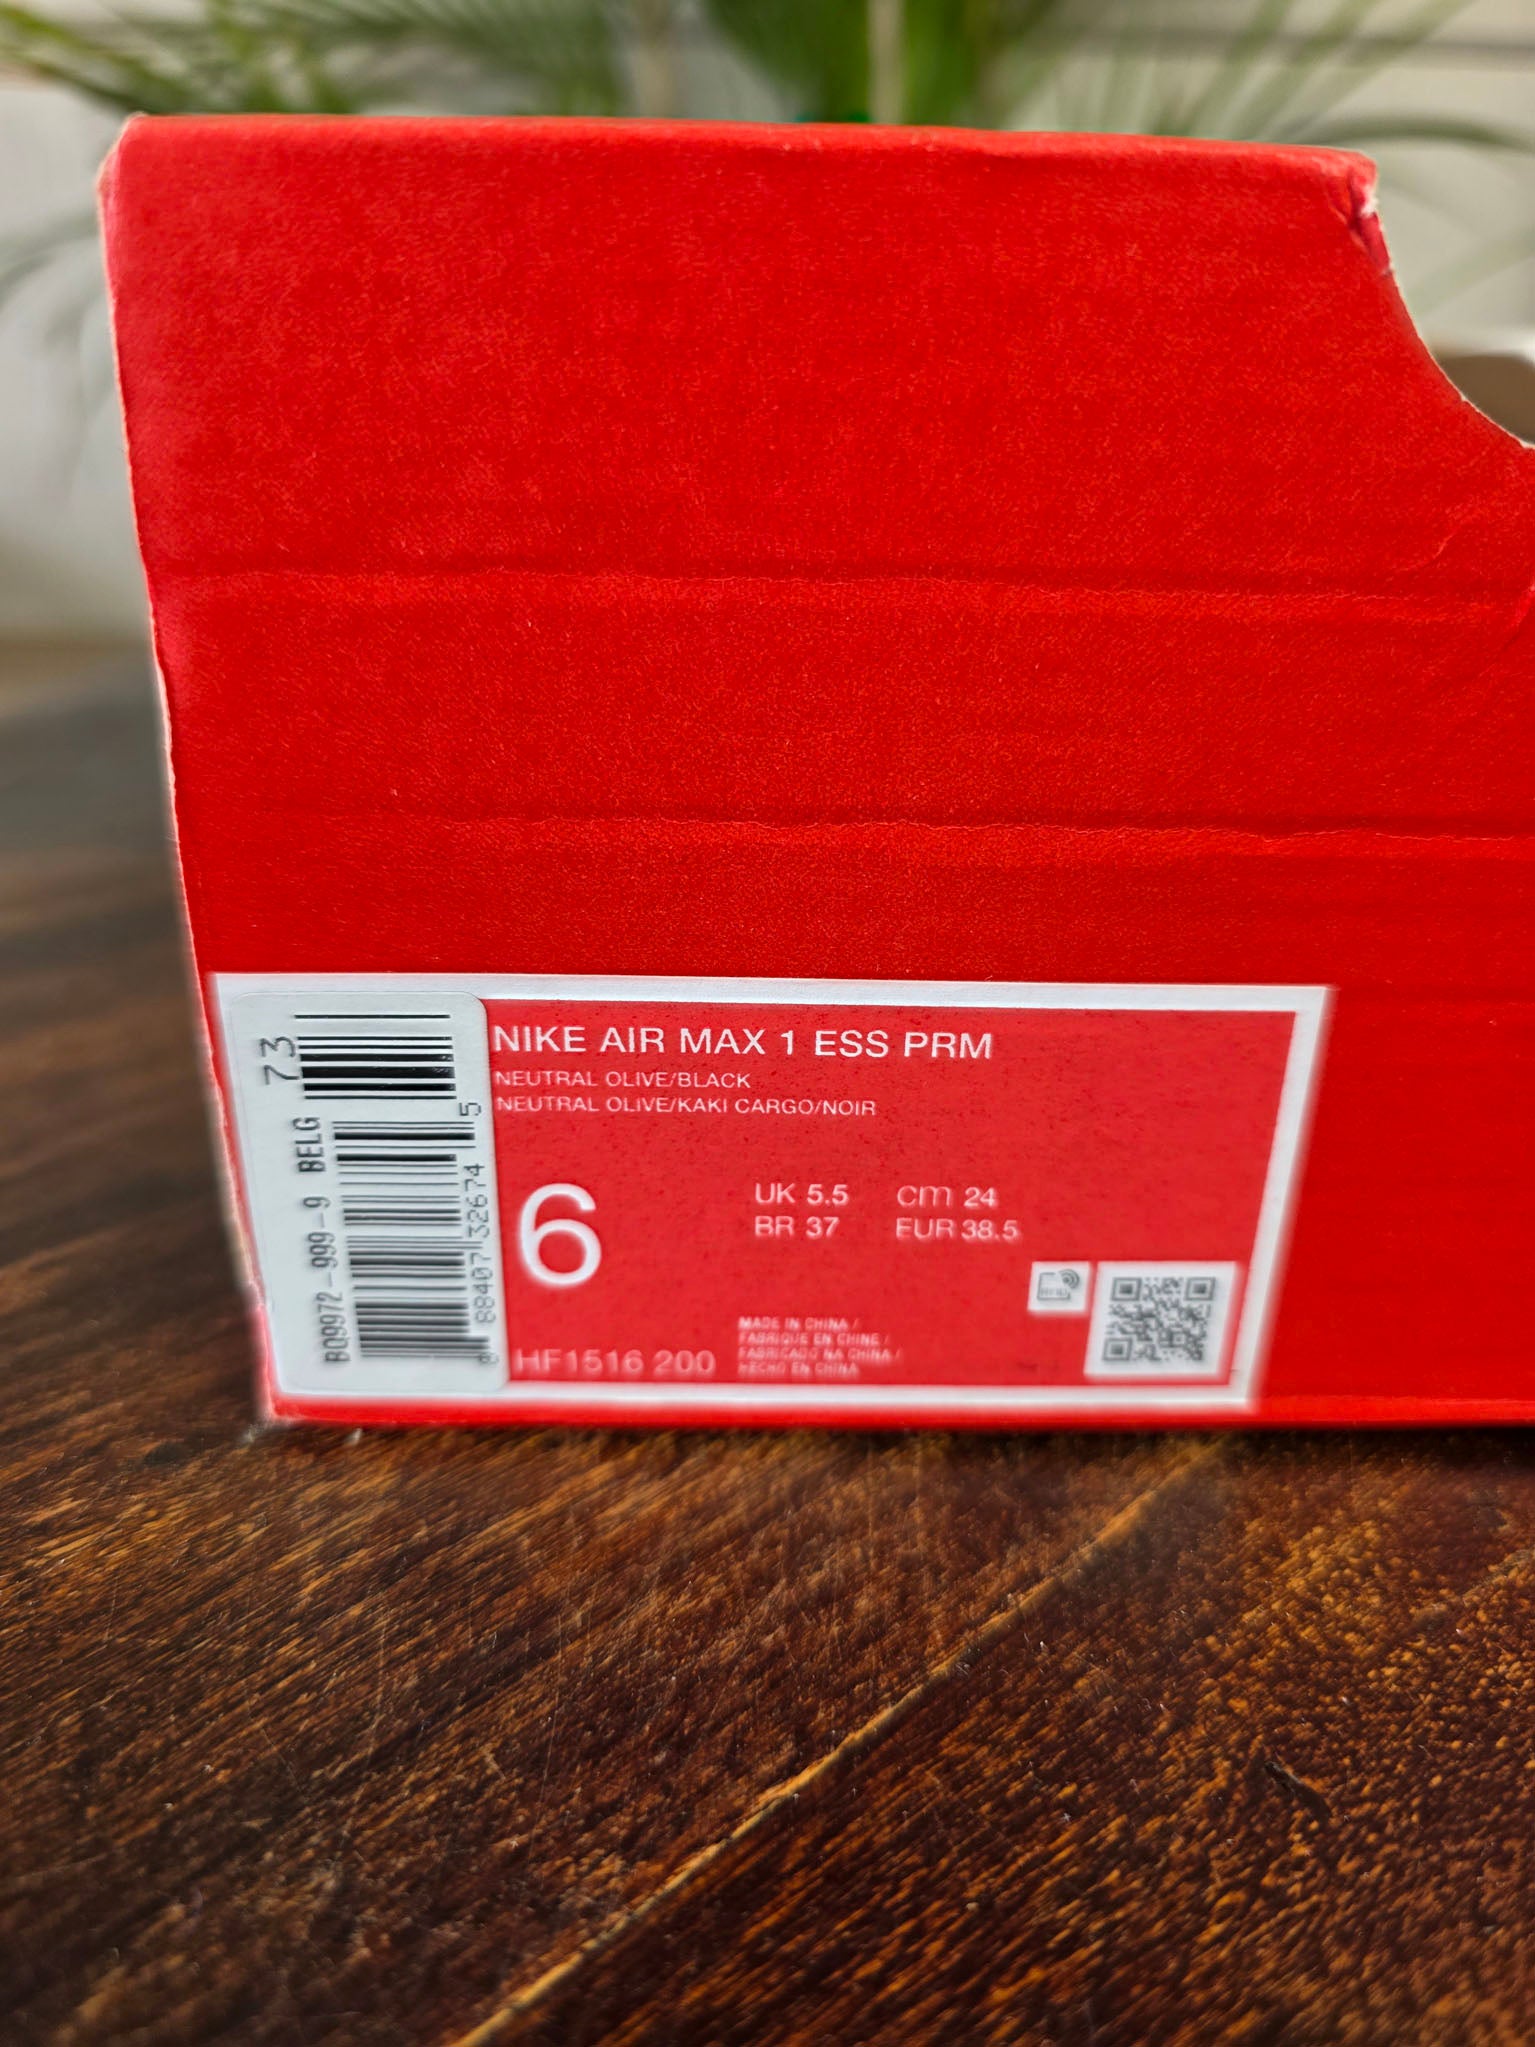 73
BQ9972-999-9 BELG
8 88407 32674 5
NIKE AIR MAX 1 ESS PRM
NEUTRAL OLIVE/BLACK
NEUTRAL OLIVE/KAKI CARGO/NOIR
6
UK 5.5 cm 24
BR 37 EUR 38.5
HF1516 200
MADE IN CHINA /
FABRIQUE EN CHINE /
FABRICADO NA CHINA /
HECHO EN CHINA